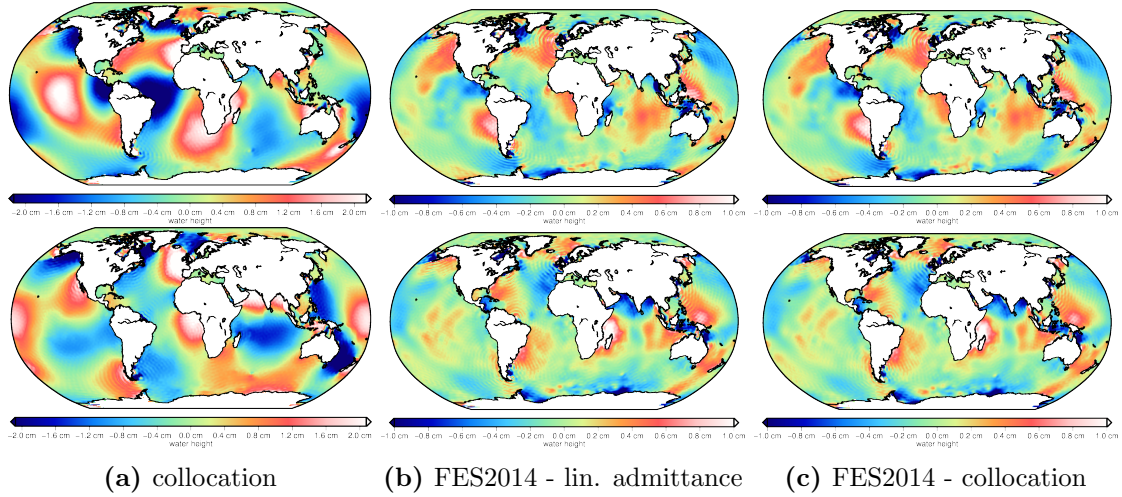 −2.0 cm −1.6 cm −0.8 cm −0.4 cm 0.0 cm 0.4 cm 0.8 cm 1.2 cm 1.6 cm 2.0 cm
water height
−1.0 cm −0.8 cm −0.6 cm −0.4 cm −0.2 cm 0.0 cm 0.2 cm 0.4 cm 0.6 cm 0.8 cm 1.0 cm
water height
−1.0 cm −0.8 cm −0.6 cm −0.4 cm −0.2 cm 0.0 cm 0.2 cm 0.4 cm 0.6 cm 0.8 cm 1.0 cm
water height
−2.0 cm −1.6 cm −1.2 cm −0.8 cm −0.4 cm 0.0 cm 0.4 cm 0.8 cm 1.2 cm 1.6 cm 2.0 cm
water height
−1.0 cm −0.8 cm −0.6 cm −0.4 cm −0.2 cm 0.0 cm 0.2 cm 0.4 cm 0.6 cm 0.8 cm 1.0 cm
water height
−1.0 cm −0.8 cm −0.6 cm −0.4 cm −0.2 cm 0.0 cm 0.2 cm 0.4 cm 0.6 cm 0.8 cm 1.0 cm
water height
(a) collocation
(b) FES2014 - lin. admittance
(c) FES2014 - collocation